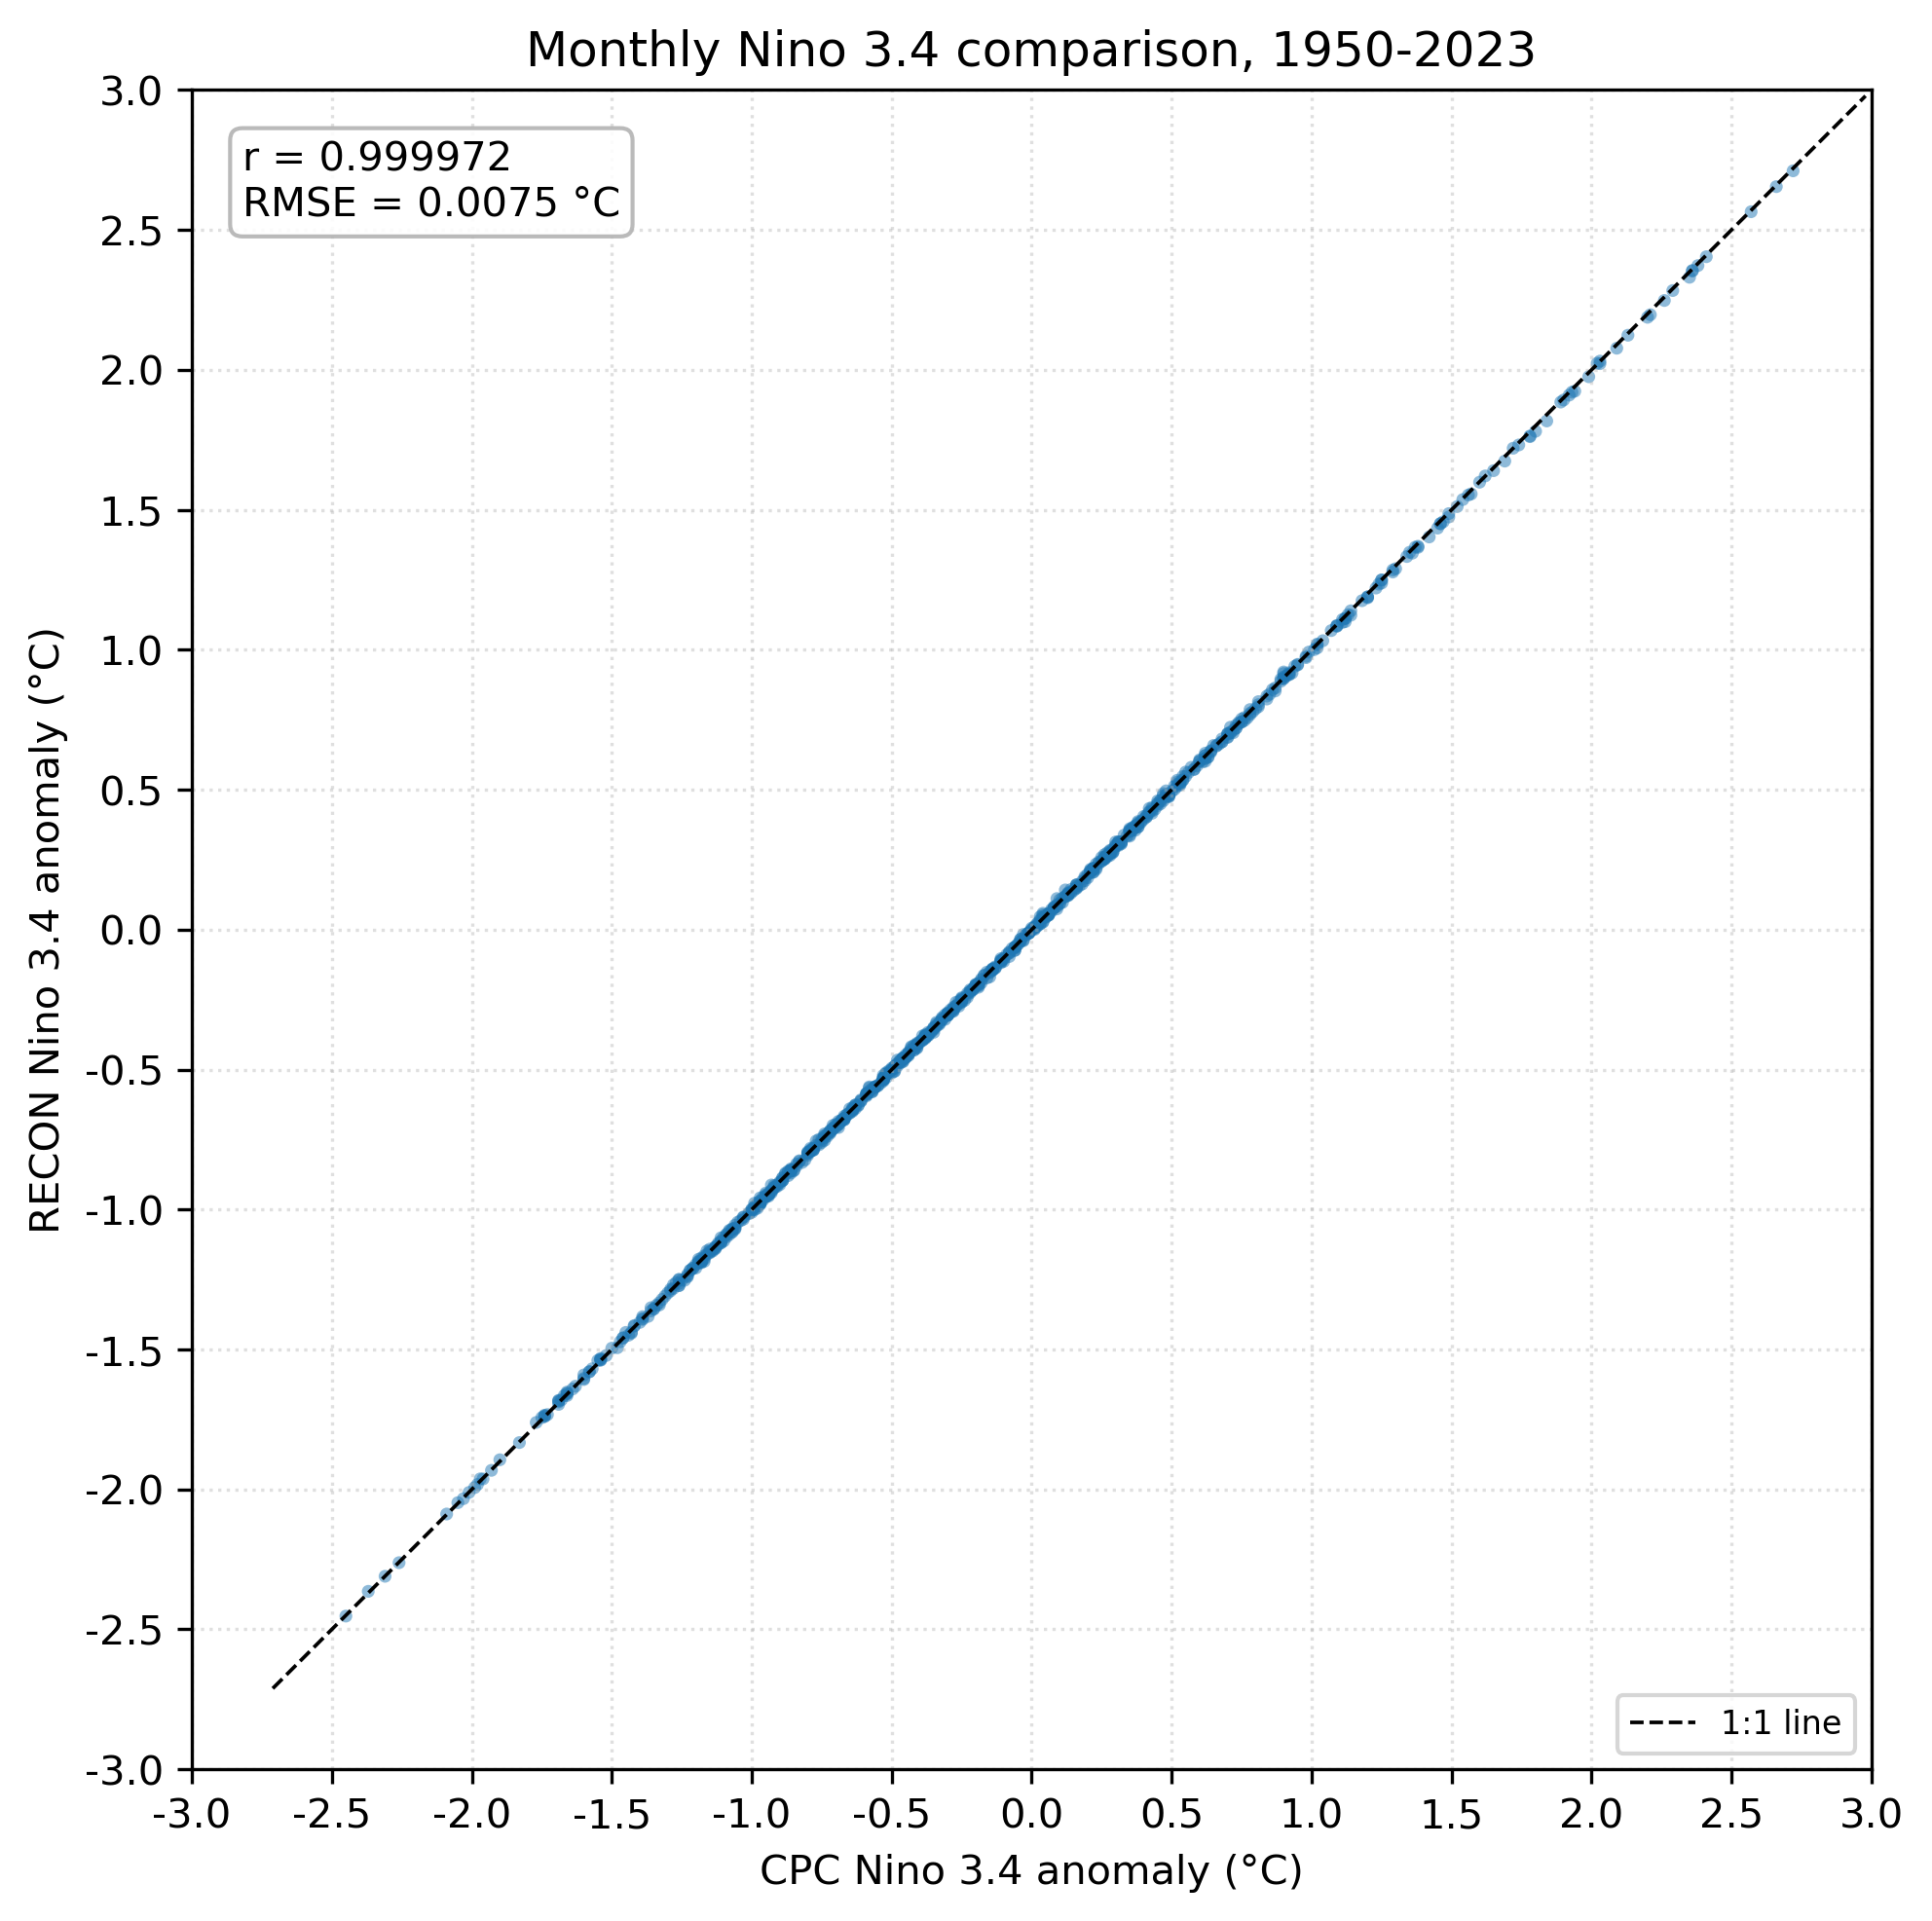 Monthly Nino 3.4 comparison, 1950-2023
r = 0.999972
RMSE = 0.0075 °C
RECON Nino 3.4 anomaly (°C)
3.0
2.5
2.0
1.5
1.0
0.5
0.0
-0.5
-1.0
-1.5
-2.0
-2.5
-3.0
1:1 line
-3.0 -2.5 -2.0 -1.5 -1.0 -0.5 0.0 0.5 1.0 1.5 2.0 2.5 3.0
CPC Nino 3.4 anomaly (°C)